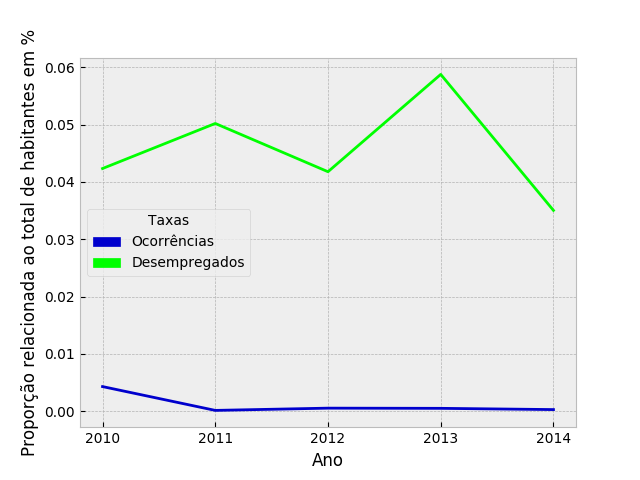 Proporção relacionada ao total de habitantes em %
0.06
0.05
0.04
0.03
0.02
0.01
0.00
Taxas
Ocorrências
Desempregados
2010 2011 2012 2013 2014
Ano